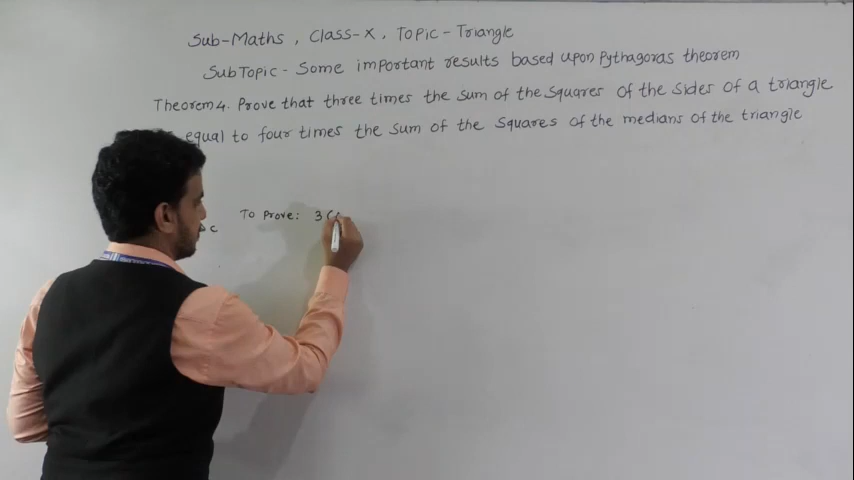 Sub-Maths, Class-X, Topic-Triangle
SubTopic - Some important results based upon Pythagoras theorem
Theorem 4. Prove that three times the sum of the squares of the sides of a triangle
equal to four times the sum of the squares of the medians of the triangle
To Prove: 3 (
C